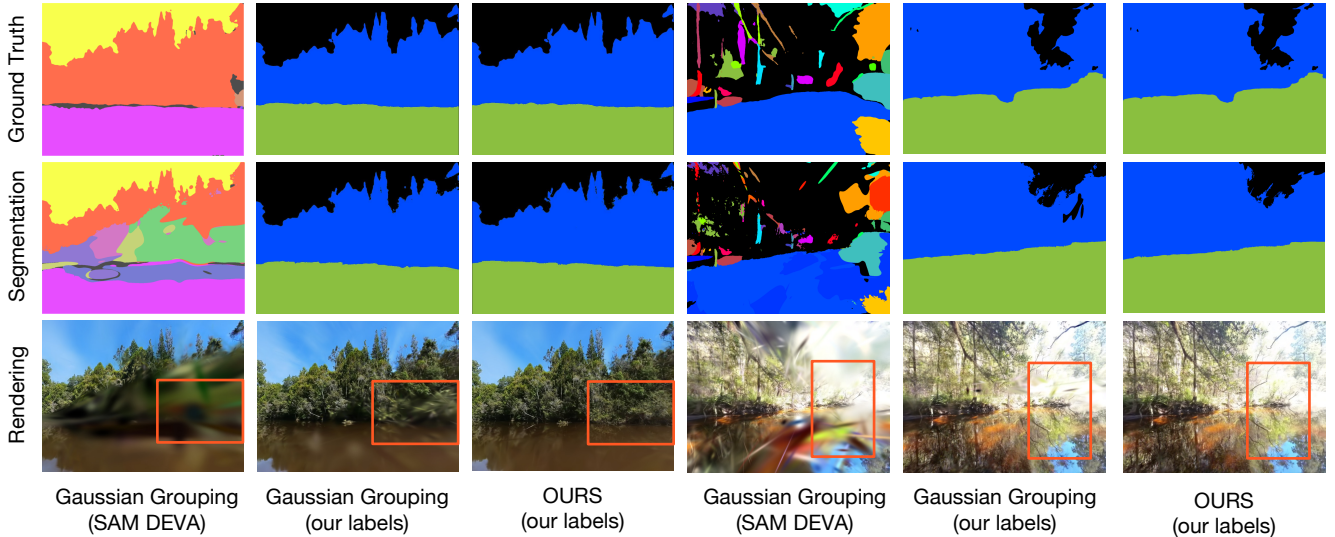 Ground Truth
Segmentation
Rendering
Gaussian Grouping
(SAM DEVA)
Gaussian Grouping
(our labels)
OURS
(our labels)
Gaussian Grouping
(SAM DEVA)
Gaussian Grouping
(our labels)
OURS
(our labels)